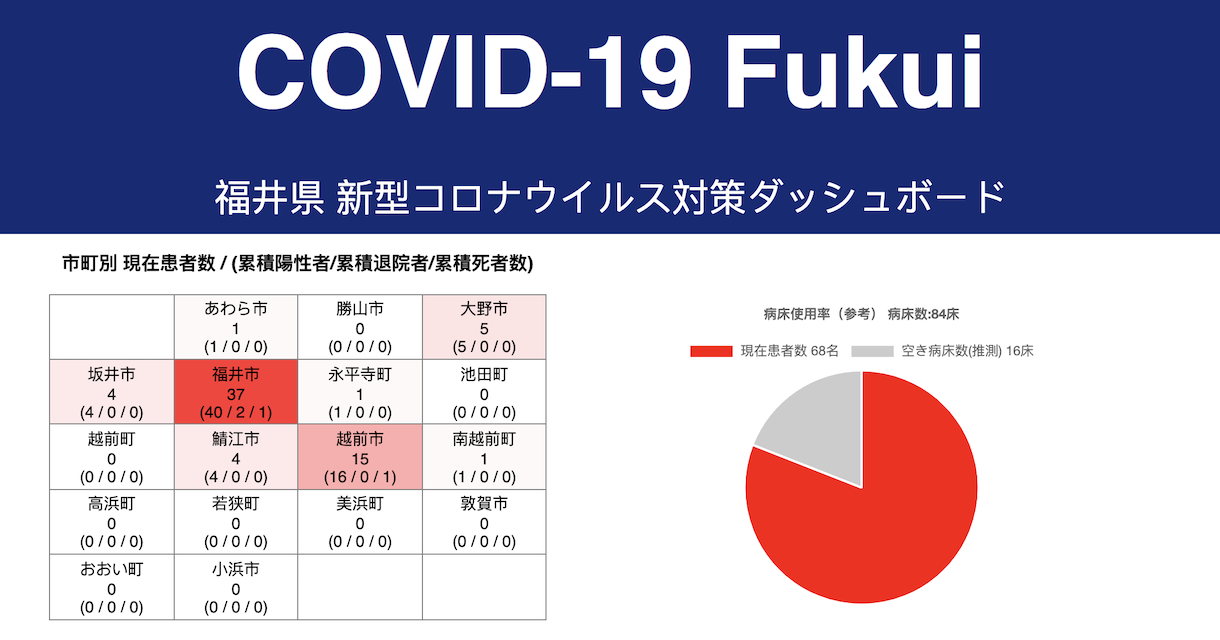 COVID-19 Fukui
福井県 新型コロナウイルス対策ダッシュボード
市町別 現在患者数 / (累積陽性者/累積退院者/累積死者数)
あわら市
1
(1 / 0 / 0)
勝山市
0
(0 / 0 / 0)
大野市
5
(5 / 0 / 0)
坂井市
4
(4 / 0 / 0)
福井市
37
(40 / 2 / 1)
永平寺町
1
(1 / 0 / 0)
池田町
0
(0 / 0 / 0)
越前町
0
(0 / 0 / 0)
鯖江市
4
(4 / 0 / 0)
越前市
15
(16 / 0 / 1)
南越前町
1
(1 / 0 / 0)
高浜町
0
(0 / 0 / 0)
若狭町
0
(0 / 0 / 0)
美浜町
0
(0 / 0 / 0)
敦賀市
0
(0 / 0 / 0)
おおい町
0
(0 / 0 / 0)
小浜市
0
(0 / 0 / 0)
病床使用率（参考） 病床数:84床
現在患者数 68名
空き病床数(推測) 16床